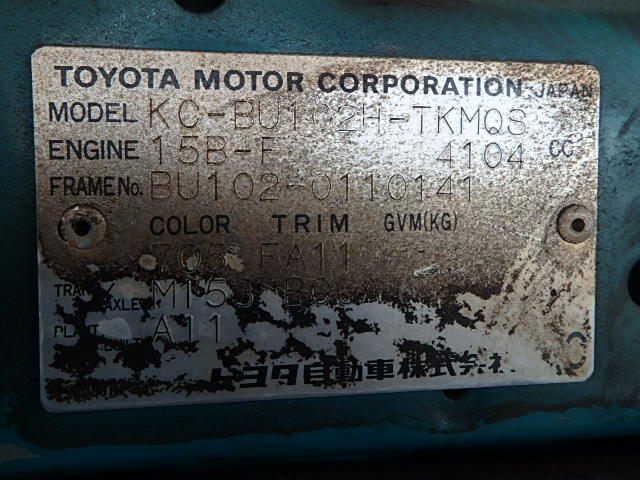 TOYOTA MOTOR CORPORATION JAPAN
MODEL KC-BU102H-TKMQS
ENGINE 15B-F 4104 CC
FRAME No. BU102-0110141
COLOR TRIM GVM(KG)
705 FA11
M153
A11
トヨタ自動車株式会社